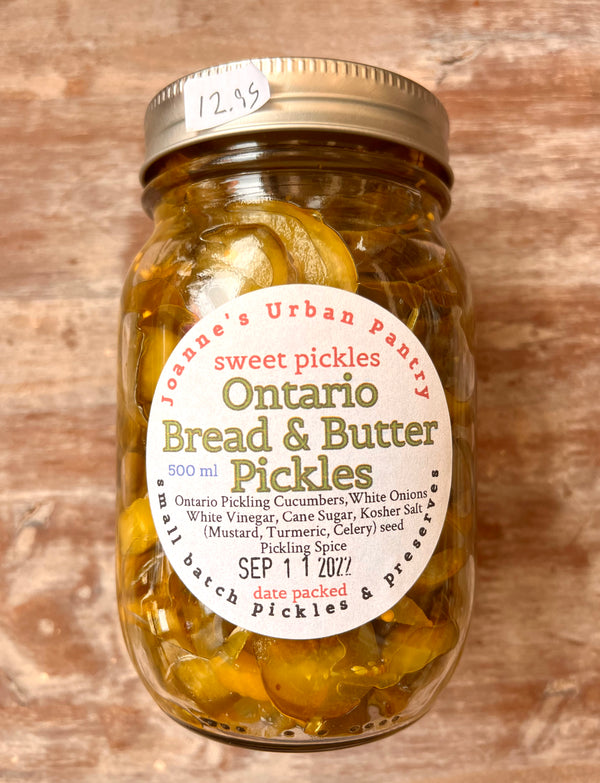 12.95
Joanne's Urban Pantry
sweet pickles
Ontario
Bread & Butter
500 ml Pickles
Ontario Pickling Cucumbers, White Onions
White Vinegar, Cane Sugar, Kosher Salt
(Mustard, Turmeric, Celery) seed
Pickling Spice
SEP 11 2022
date packed
small batch Pickles & preserves